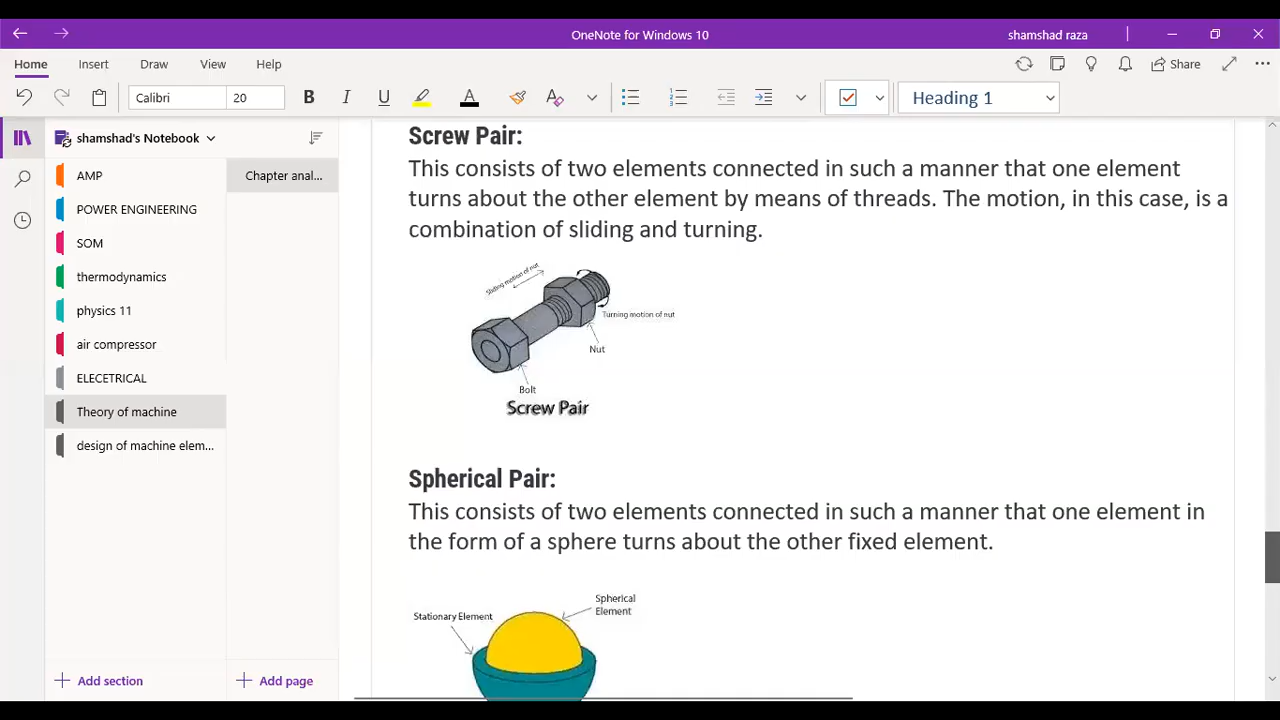 OneNote for Windows 10
shamshad raza
Home
Insert
Draw
View
Help
Share
Calibri
20
B
I
U
A
A
Heading 1
shamshad's Notebook
AMP
POWER ENGINEERING
SOM
thermodynamics
physics 11
air compressor
ELECETRICAL
Theory of machine
design of machine elem...
Add section
Chapter anal...
Add page
Screw Pair:
This consists of two elements connected in such a manner that one element
turns about the other element by means of threads. The motion, in this case, is a
combination of sliding and turning.
Sliding motion of nut
Turning motion of nut
Nut
Bolt
Screw Pair
Spherical Pair:
This consists of two elements connected in such a manner that one element in
the form of a sphere turns about the other fixed element.
Spherical
Element
Stationary Element